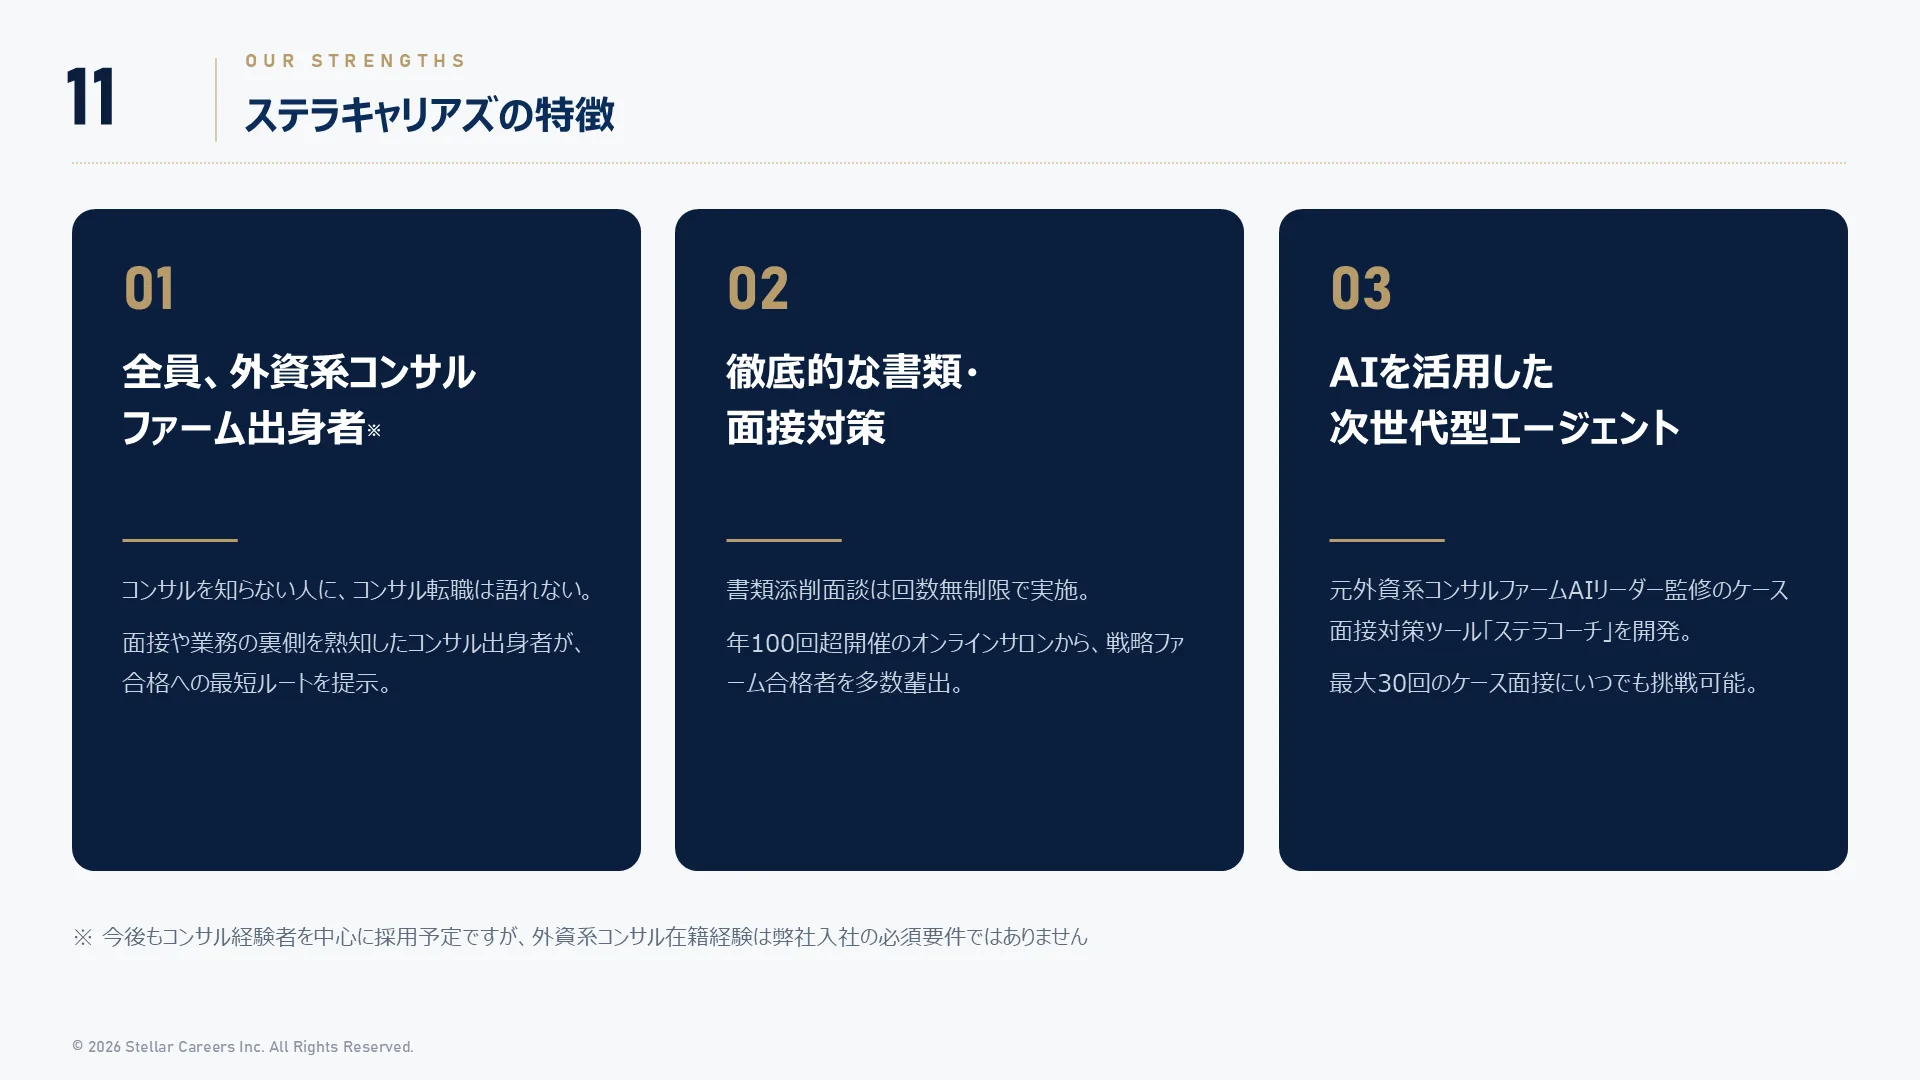 11
OUR STRENGTHS
ステラキャリアズの特徴
01
全員、外資系コンサル
ファーム出身者※
コンサルを知らない人に、コンサル転職は語れない。
面接や業務の裏側を熟知したコンサル出身者が、
合格への最短ルートを提示。
02
徹底的な書類・
面接対策
書類添削面談は回数無制限で実施。
年100回超開催のオンラインサロンから、戦略ファ
ーム合格者を多数輩出。
03
AIを活用した
次世代型エージェント
元外資系コンサルファームAIリーダー監修のケース
面接対策ツール「ステラコーチ」を開発。
最大30回のケース面接にいつでも挑戦可能。
※ 今後もコンサル経験者を中心に採用予定ですが、外資系コンサル在籍経験は弊社入社の必須要件ではありません
© 2026 Stellar Careers Inc. All Rights Reserved.